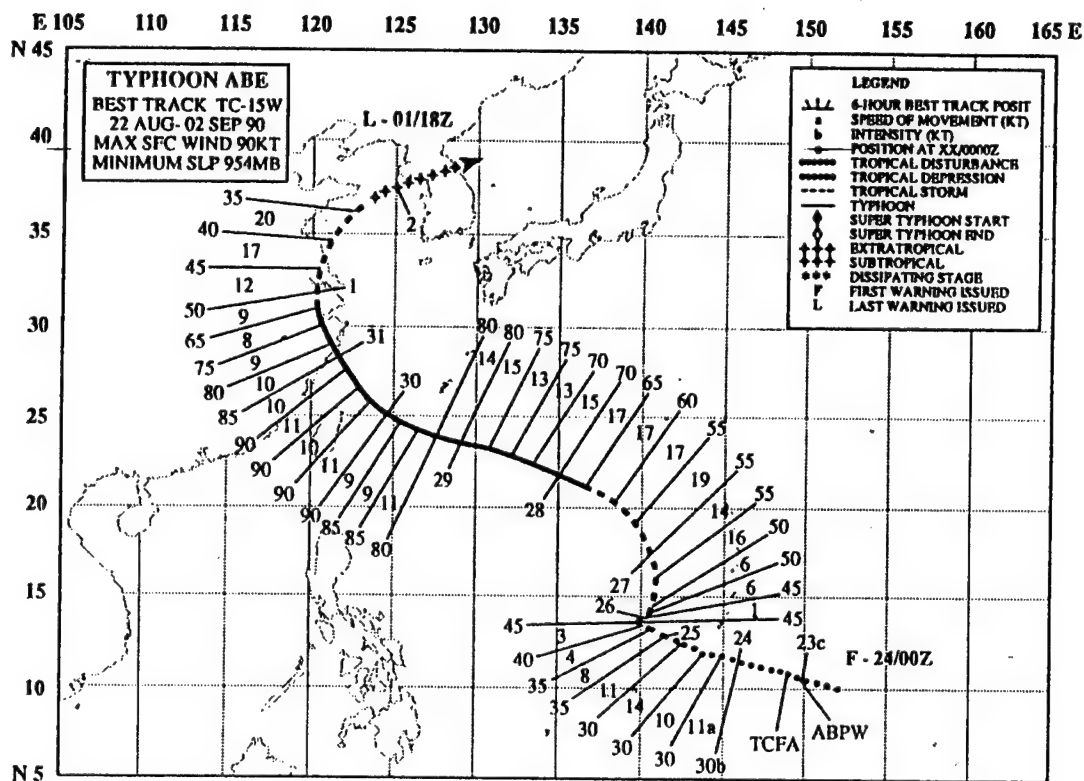 E 105 110 115 120 125 130 135 140 145 150 155 160 165 E
N 45
TYPHOON ABE
BEST TRACK TC-15W
22 AUG- 02 SEP 90
MAX SFC WIND 90KT
MINIMUM SLP 954MB
L - 01/18Z
LEGEND
6-HOUR BEST TRACK POSIT
a SPEED OF MOVEMENT (KT)
b INTENSITY (KT)
POSITION AT XX/0000Z
TROPICAL DISTURBANCE
TROPICAL DEPRESSION
TROPICAL STORM
TYPHOON
SUPER TYPHOON START
SUPER TYPHOON END
EXTRATROPICAL
SUBTROPICAL
DISSIPATING STAGE
F FIRST WARNING ISSUED
L LAST WARNING ISSUED
40
35
30
25
20
15
10
N 5
35
20
2
40
17
45
12
1
50
9
65
8
31
75
9
80
10
30
85
10
90
11
90
10
90
11
90
9
85
9
85
11
80
29
80
14
80
15
75
13
75
13
70
15
70
17
65
17
60
17
55
19
55
14
55
16
50
6
50
6
45
1
45
28
27
26
45
3
40
4
35
8
35
11
30
14
30
10
30
11a
30b
25
24
23c
F - 24/00Z
TCFA
ABPW